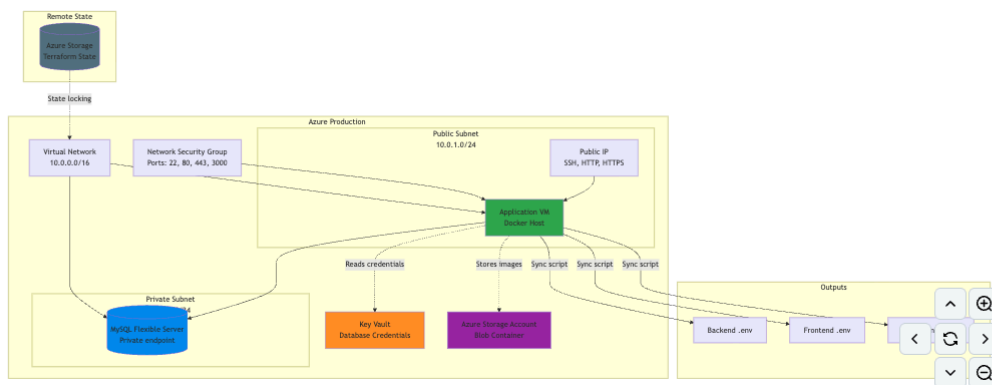 Remote State
Azure Storage
Terraform State
State locking
Azure Production
Public Subnet
10.0.1.0/24
Virtual Network
10.0.0.0/16
Network Security Group
Ports: 22, 80, 443, 3000
Public IP
SSH, HTTP, HTTPS
Application VM
Docker Host
Reads credentials
Stores images
Sync script
Sync script
Sync script
Private Subnet
MySQL Flexible Server
Private endpoint
Key Vault
Database Credentials
Azure Storage Account
Blob Container
Outputs
Backend .env
Frontend .env